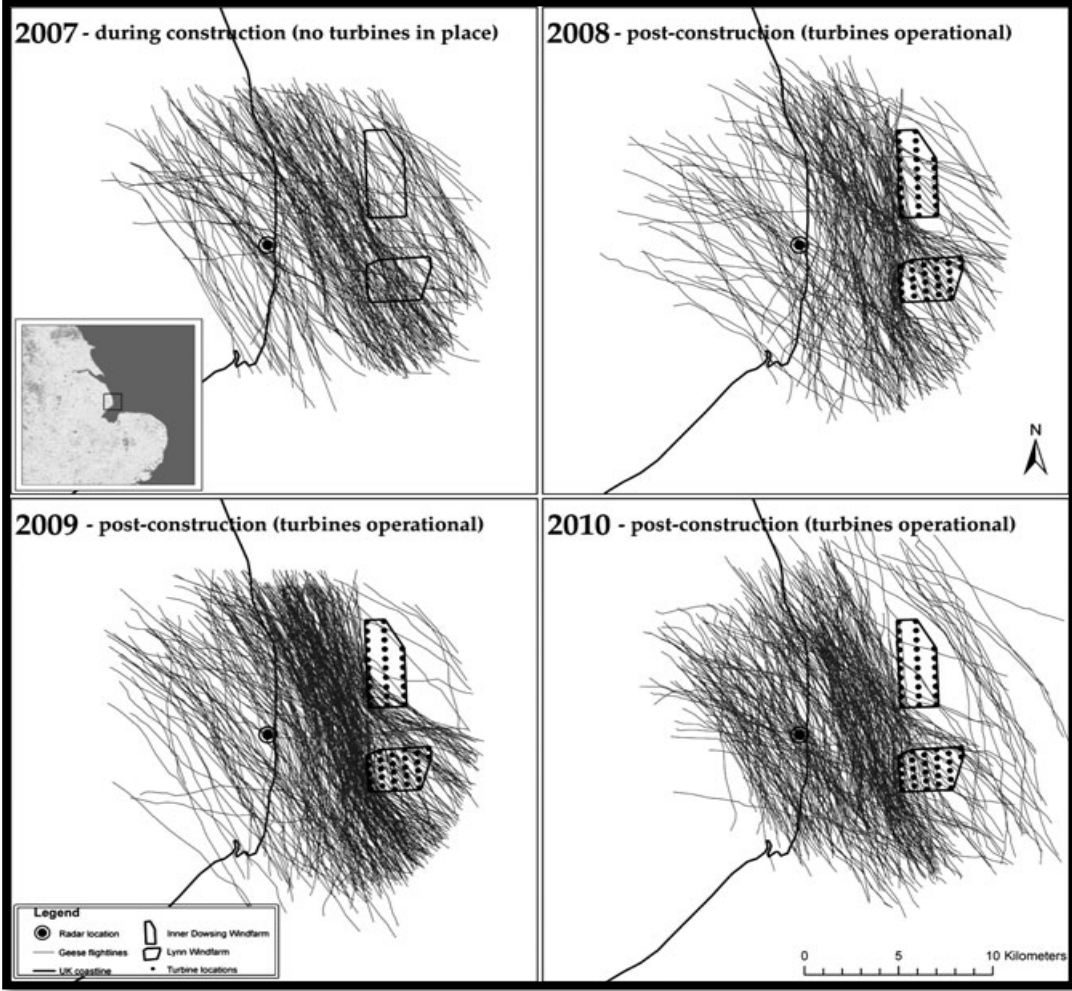 2007 - during construction (no turbines in place)
2008 - post-construction (turbines operational)
N
2009 - post-construction (turbines operational)
2010 - post-construction (turbines operational)
Legend
Radar location
Geese flightlines
UK coastline
Inner Dowsing Windfarm
Lynn Windfarm
Turbine locations
0 5 10 Kilometers